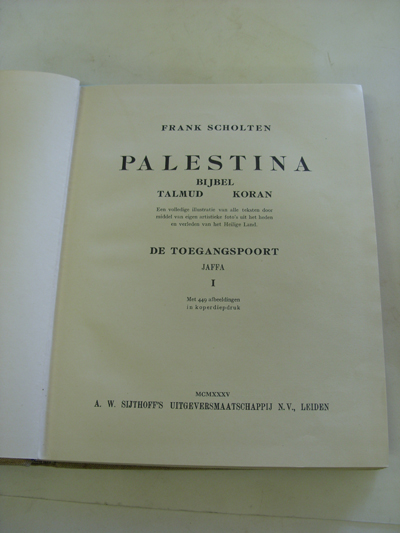 FRANK SCHOLTEN
PALESTINA
BIJBEL
TALMUD KORAN
Een volledige illustratie van alle teksten door
middel van eigen artistieke foto's uit het heden
en verleden van het Heilige Land.
DE TOEGANGSPOORT
JAFFA
I
Met 449 afbeeldingen
in koperdiepdruk
MCMXXXV
A. W. SIJTHOFF'S UITGEVERSMAATSCHAPPIJ N.V., LEIDEN